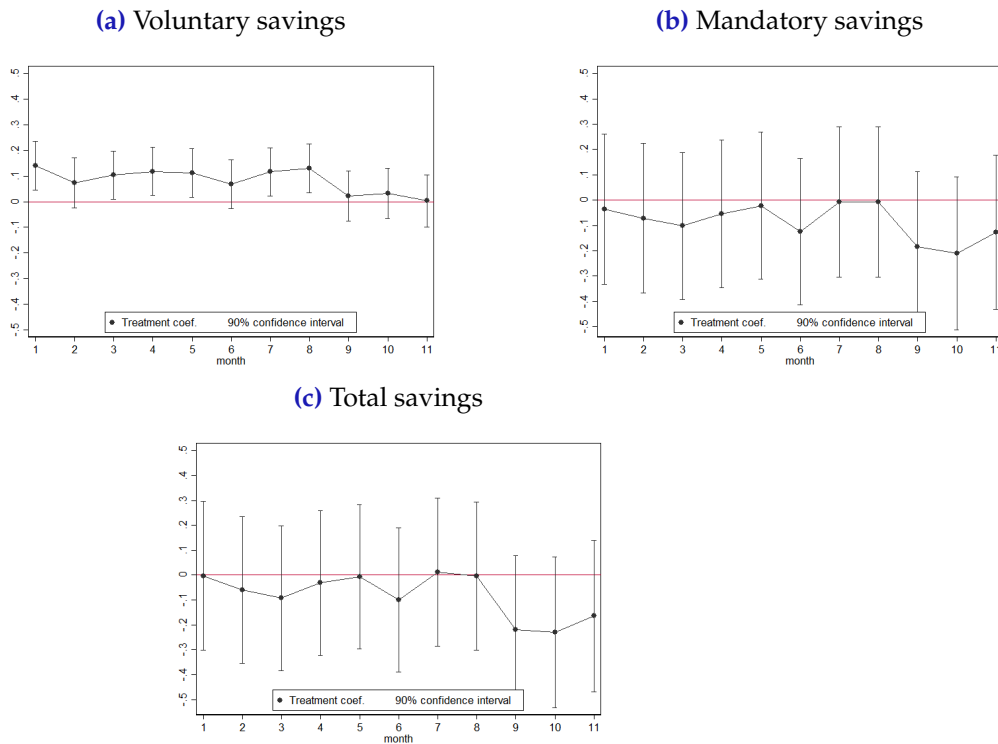 (a) Voluntary savings
.5
.4
.3
.2
.1
0
-.1
-.2
-.3
-.4
-.5
Treatment coef. 90% confidence interval
1 2 3 4 5 6 7 8 9 10 11
month
(b) Mandatory savings
.5
.4
.3
.2
.1
0
-.1
-.2
-.3
-.4
-.5
Treatment coef. 90% confidence interval
1 2 3 4 5 6 7 8 9 10 11
month
(c) Total savings
.5
.4
.3
.2
.1
0
-.1
-.2
-.3
-.4
-.5
Treatment coef. 90% confidence interval
1 2 3 4 5 6 7 8 9 10 11
month